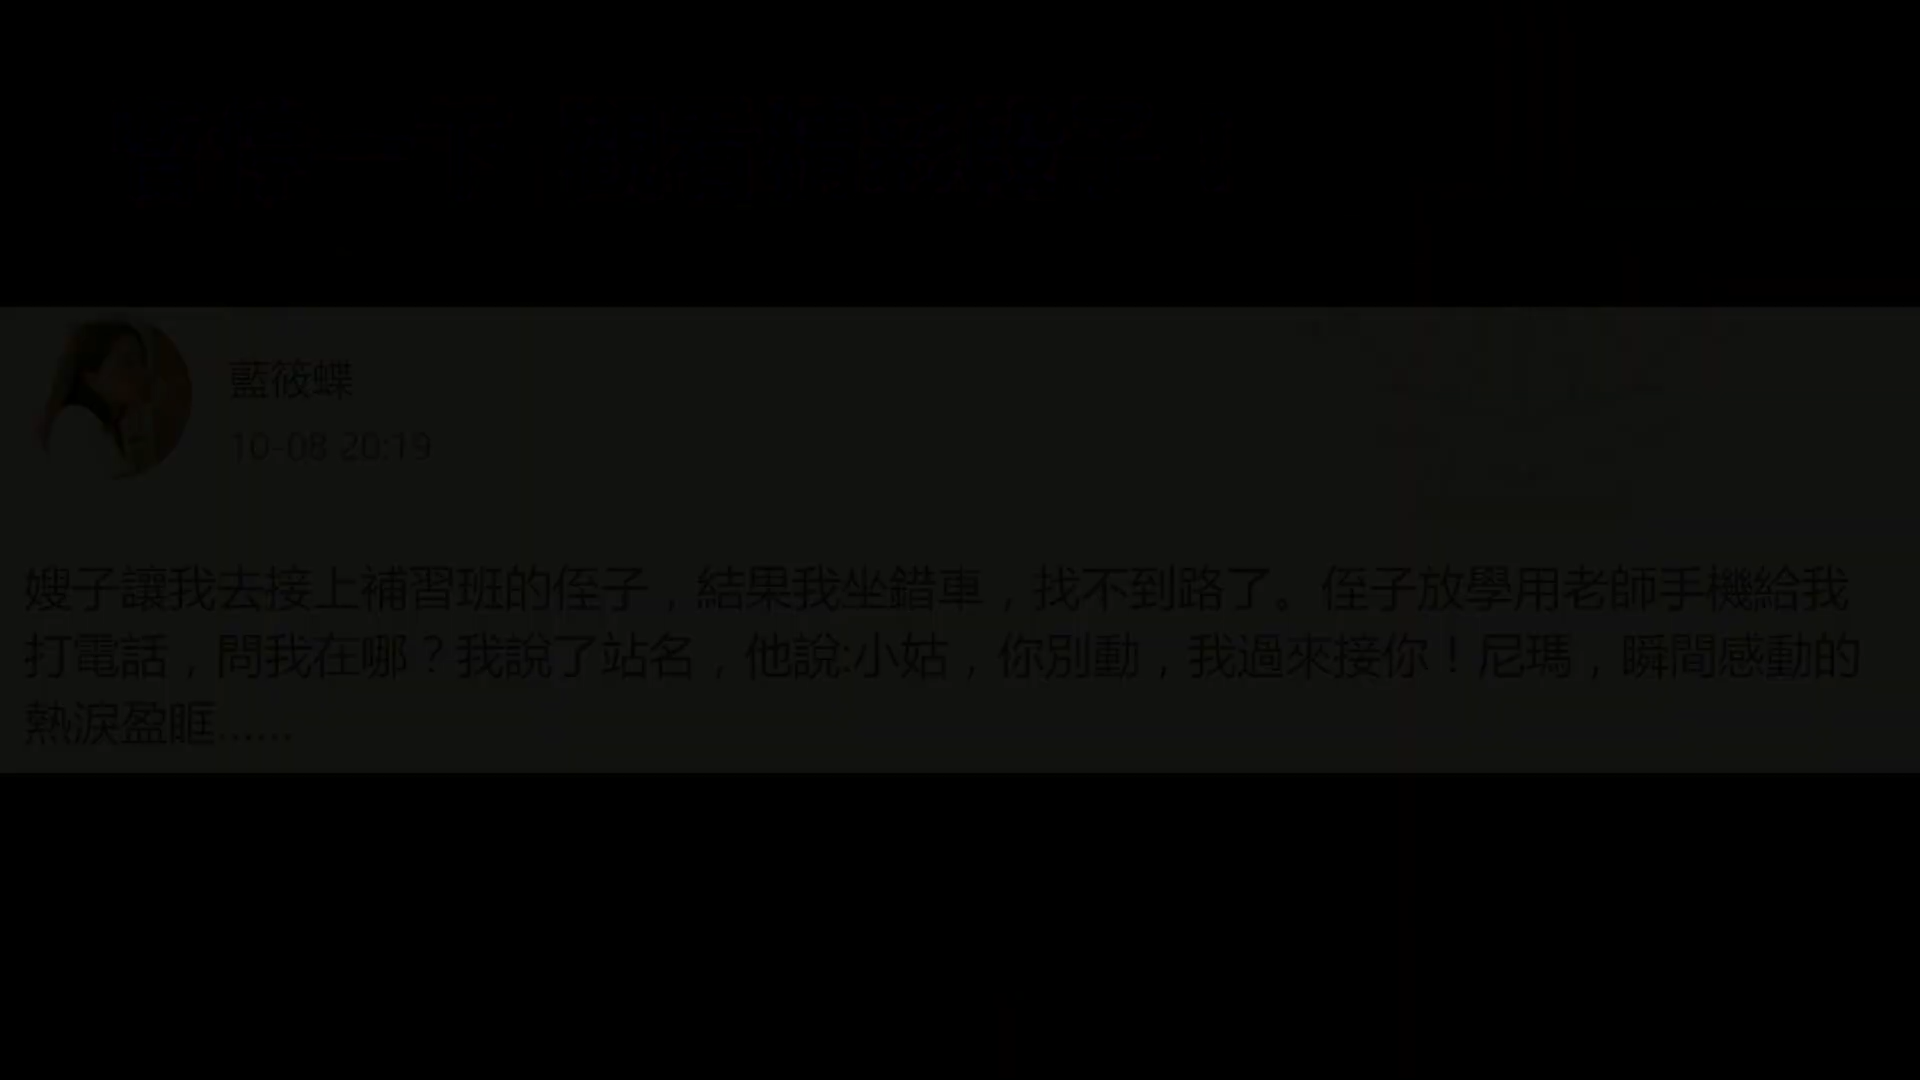 藍筱蝶
10-08 20:19
嫂子讓我去接上補習班的侄子，結果我坐錯車，找不到路了。侄子放學用老師手機給我
打電話，問我在哪？我說了站名，他說:小姑，你別動，我過來接你！尼瑪，瞬間感動的
熱淚盈眶......